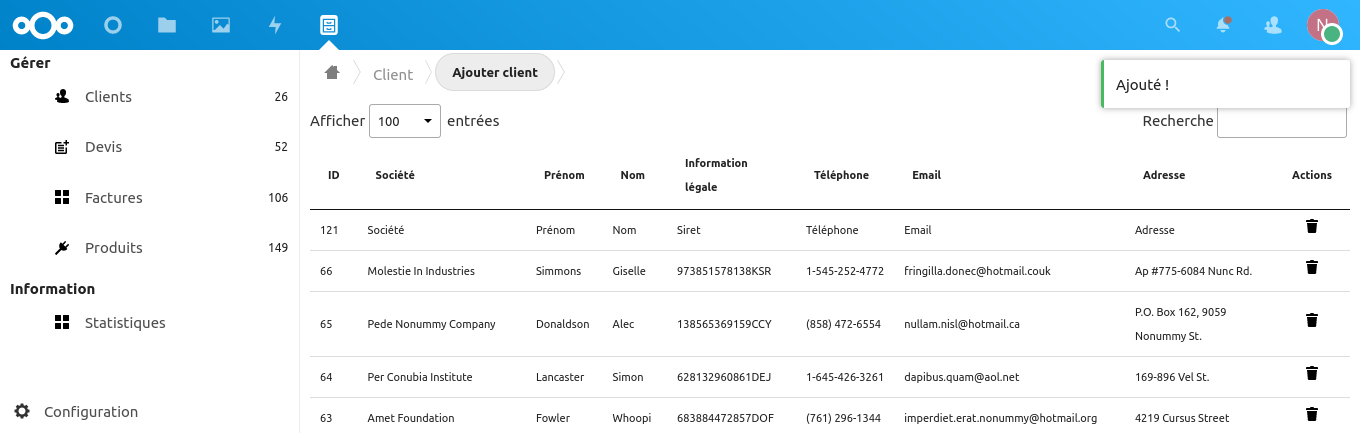 N
Gérer
Clients 26
Devis 52
Factures 106
Produits 149
Information
Statistiques
Configuration
Client
Ajouter client
Ajouté !
Afficher 100 entrées
Recherche
ID Société Prénom Nom Information légale Téléphone Email Adresse Actions
121 Société Prénom Nom Siret Téléphone Email Adresse
66 Molestie In Industries Simmons Giselle 973851578138KSR 1-545-252-4772 fringilla.donec@hotmail.couk Ap #775-6084 Nunc Rd.
65 Pede Nonummy Company Donaldson Alec 138565369159CCY (858) 472-6554 nullam.nisl@hotmail.ca P.O. Box 162, 9059
Nonummy St.
64 Per Conubia Institute Lancaster Simon 628132960861DEJ 1-645-426-3261 dapibus.quam@aol.net 169-896 Vel St.
63 Amet Foundation Fowler Whoopi 683884472857DOF (761) 296-1344 imperdiet.erat.nonummy@hotmail.org 4219 Cursus Street